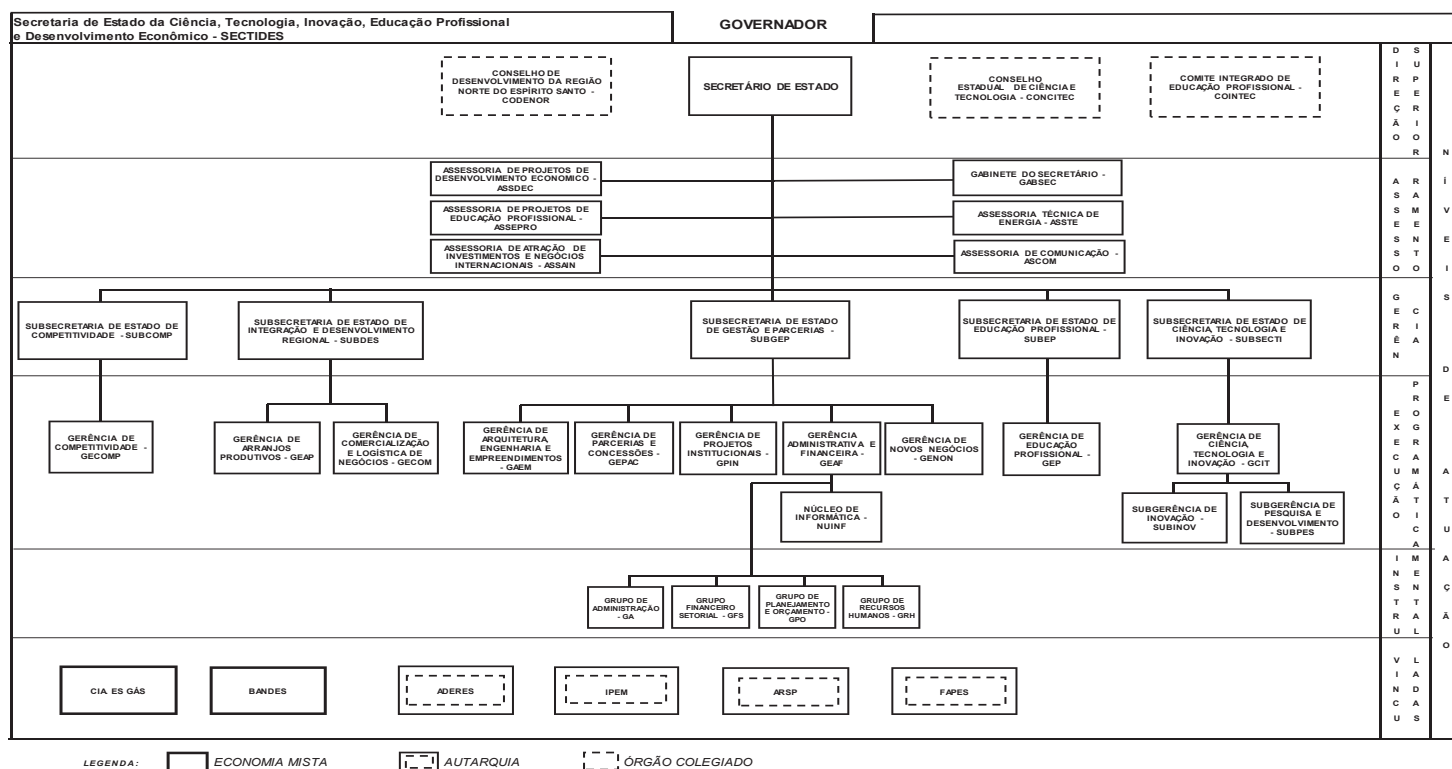 Secretaria de Estado da Ciência, Tecnologia, Inovação, Educação Profissional
e Desenvolvimento Econômico - SECTIDES
GOVERNADOR
CONSELHO DE
DESENVOLVIMENTO DA REGIÃO
NORTE DO ESPÍRITO SANTO -
CODENOR
SECRETÁRIO DE ESTADO
CONSELHO
ESTADUAL DE CIÊNCIA E
TECNOLOGIA - CONCITEC
COMITE INTEGRADO DE
EDUCAÇÃO PROFISSIONAL -
COINTEC
DIREÇÃO
SUPERIOR
ASSESSORIA DE PROJETOS DE
DESENVOLVIMENTO ECONOMICO -
ASSDEC
GABINETE DO SECRETÁRIO -
GABSEC
ASSESSORIA DE PROJETOS DE
EDUCAÇÃO PROFISSIONAL -
ASSEPRO
ASSESSORIA TÉCNICA DE
ENERGIA - ASSTE
ASSESSORIA DE ATRAÇÃO DE
INVESTIMENTOS E NEGÓCIOS
INTERNACIONAIS - ASSAIN
ASSESSORIA DE COMUNICAÇÃO -
ASCOM
ASSESSO
RAMENTO
SUBSECRETARIA DE ESTADO DE
COMPETITIVIDADE - SUBCOMP
SUBSECRETARIA DE ESTADO DE
INTEGRAÇÃO E DESENVOLVIMENTO
REGIONAL - SUBDES
SUBSECRETARIA DE ESTADO
DE GESTÃO E PARCERIAS -
SUBGEP
SUBSECRETARIA DE ESTADO DE
EDUCAÇÃO PROFISSIONAL -
SUBEP
SUBSECRETARIA DE ESTADO DE
CIÊNCIA, TECNOLOGIA E
INOVAÇÃO - SUBSECTI
GERÊN
CIA
GERÊNCIA DE
COMPETITIVIDADE -
GECOMP
GERÊNCIA DE
ARRANJOS
PRODUTIVOS - GEAP
GERÊNCIA DE
COMERCIALIZAÇÃO
E LOGÍSTICA DE
NEGÓCIOS - GECOM
GERÊNCIA DE
ARQUITETURA,
ENGENHARIA E
EMPREENDIMENTOS -
GAEM
GERÊNCIA DE
PARCERIAS E
CONCESSÕES -
GEPAC
GERÊNCIA DE
PROJETOS
INSTITUCIONAIS -
GPIN
GERÊNCIA
ADMINISTRATIVA E
FINANCEIRA -
GEAF
GERÊNCIA DE
NOVOS NEGÓCIOS -
GENON
GERÊNCIA DE
EDUCAÇÃO
PROFISSIONAL -
GEP
GERÊNCIA DE
CIÊNCIA,
TECNOLOGIA E
INOVAÇÃO - GCIT
NÚCLEO DE
INFORMÁTICA -
NUINF
SUBGERÊNCIA DE
INOVAÇÃO -
SUBINOV
SUBGERÊNCIA DE
PESQUISA E
DESENVOLVIMENTO
- SUBPES
EXECUÇÃO
PROGRAMÁTICA
GRUPO DE
ADMINISTRAÇÃO
- GA
GRUPO
FINANCEIRO
SETORIAL - GFS
GRUPO DE
PLANEJAMENTO
E ORÇAMENTO -
GPO
GRUPO DE
RECURSOS
HUMANOS - GRH
INSTRU
MENTAL
CIA. ES GÁS
BANDES
ADERES
IPEM
ARSP
FAPES
VINCU
LADAS
NÍVEIS DE ATUAÇÃO
LEGENDA:
ECONOMIA MISTA
AUTARQUIA
ÓRGÃO COLEGIADO